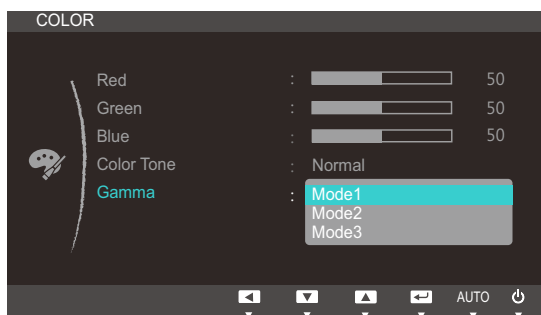 COLOR
Red : 50
Green : 50
Blue : 50
Color Tone : Normal
Gamma : Mode1
Mode2
Mode3
AUTO